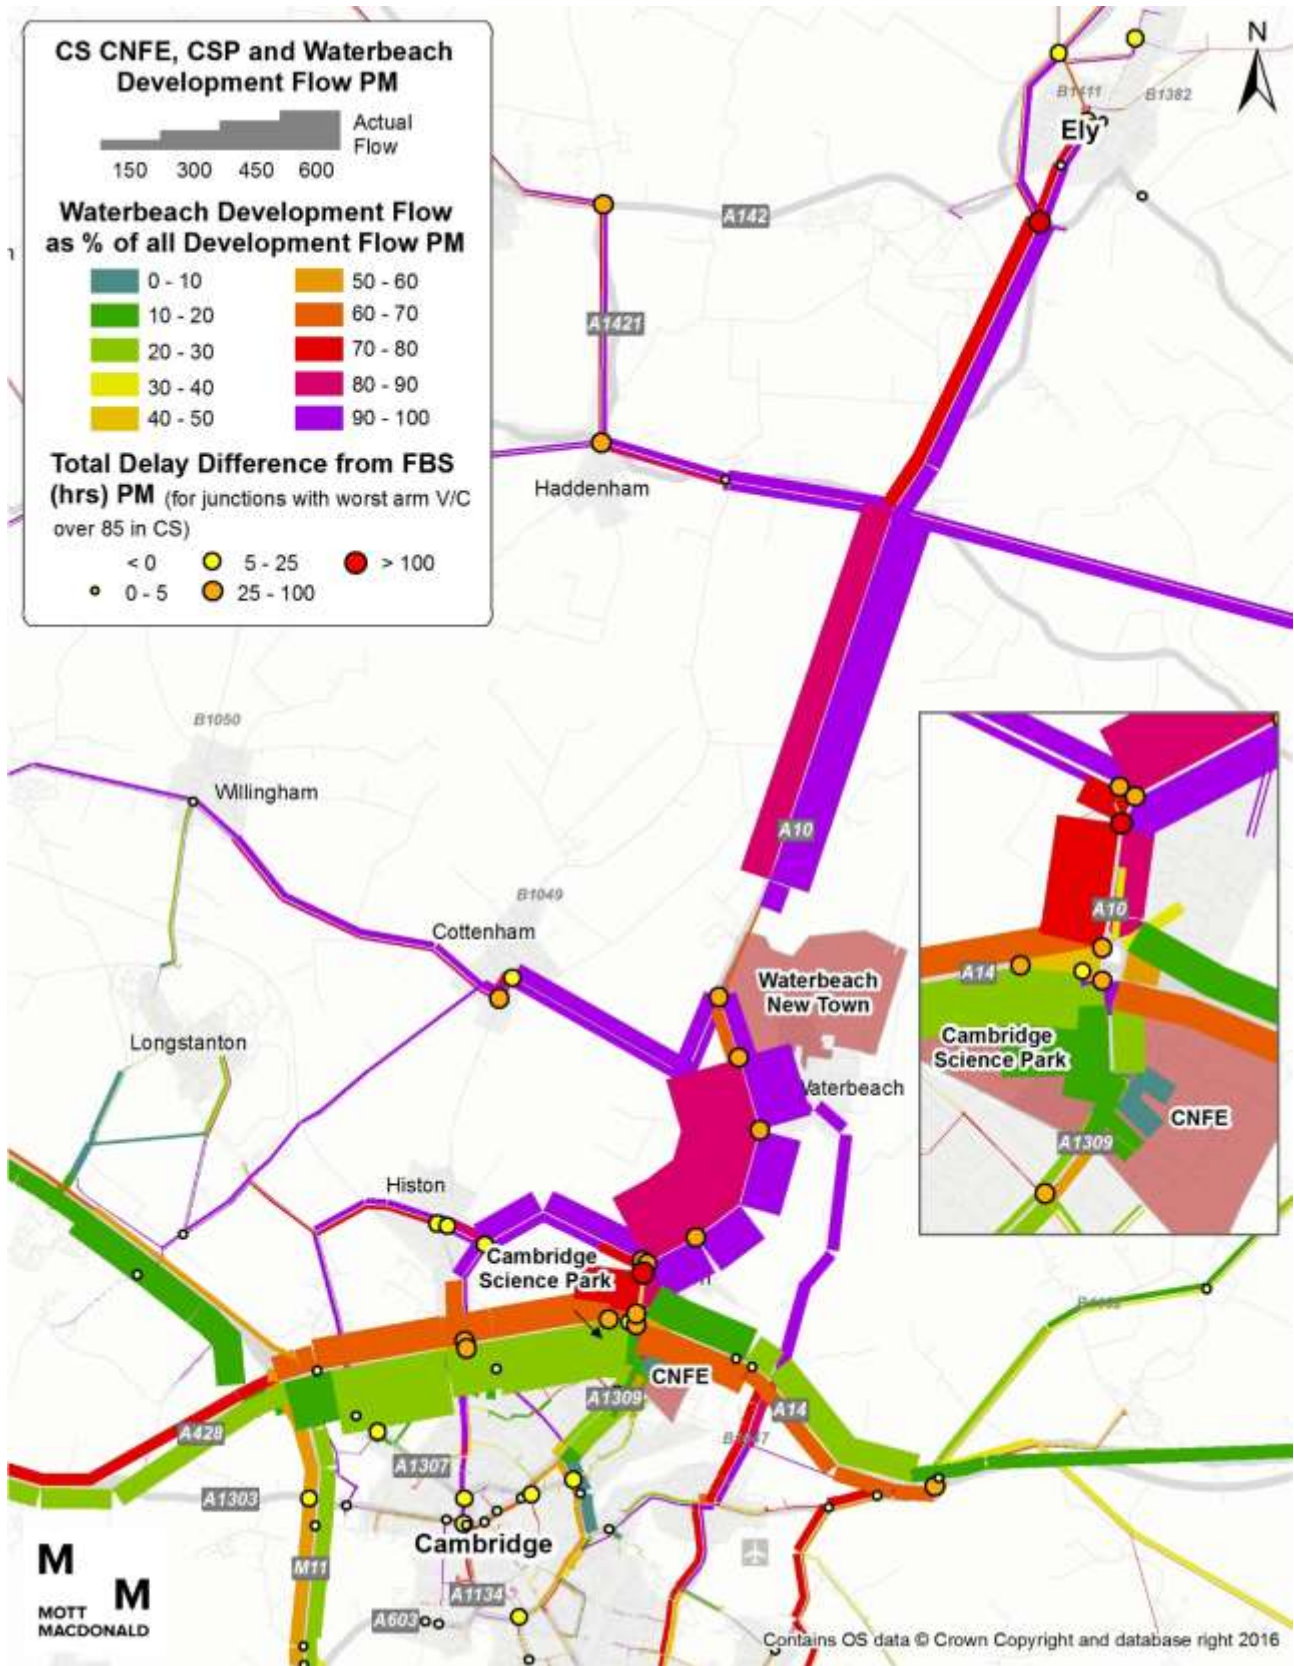 CS CNFE, CSP and Waterbeach
Development Flow PM
Actual
Flow
150 300 450 600
Waterbeach Development Flow
as % of all Development Flow PM
0 - 10
50 - 60
10 - 20
60 - 70
20 - 30
70 - 80
30 - 40
80 - 90
40 - 50
90 - 100
Total Delay Difference from FBS
(hrs) PM (for junctions with worst arm V/C
over 85 in CS)
< 0 5 - 25 > 100
0 - 5 25 - 100
N
B1411
B1382
Ely
A142
A1421
Haddenham
B1050
Willingham
A10
B1049
Cottenham
Waterbeach
New Town
Longstanton
Waterbeach
A10
A14
Cambridge
Science Park
CNFE
A1309
Histon
Cambridge
Science Park
CNFE
A1309
A428
A14
A1307
A1303
Cambridge
M11
A1134
A603
M
M
MOTT
MACDONALD
Contains OS data © Crown Copyright and database right 2016